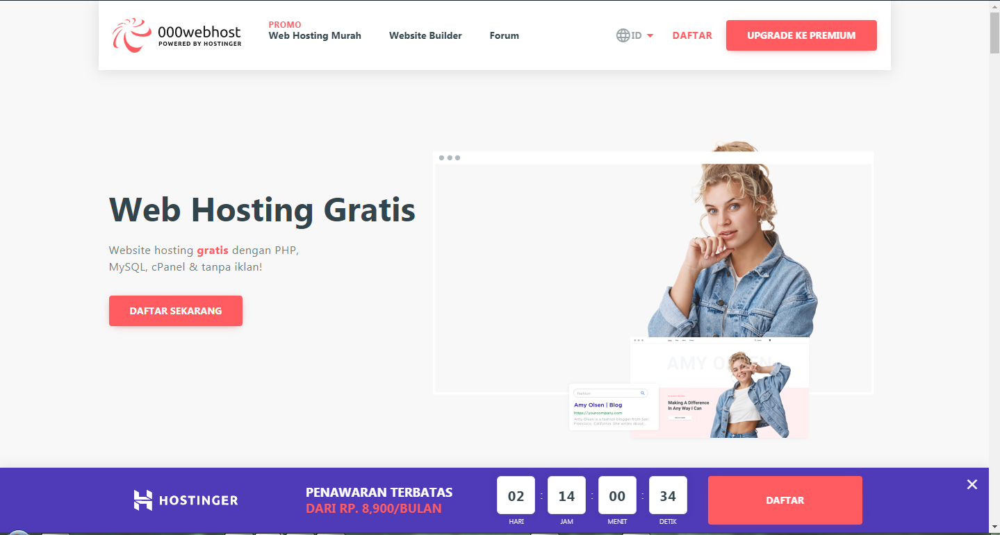 000webhost
POWERED BY HOSTINGER
PROMO
Web Hosting Murah
Website Builder
Forum
ID
DAFTAR
UPGRADE KE PREMIUM
Web Hosting Gratis
Website hosting gratis dengan PHP,
MySQL, cPanel & tanpa iklan!
DAFTAR SEKARANG
AMY OLSEN
fashion
Amy Olsen | Blog
https://yourcompany.com
Amy Olsen is a fashion blogger from San
Francisco, California. She writes about...
Making A Difference
In Any Way I Can
HOSTINGER
PENAWARAN TERBATAS
DARI RP. 8,900/BULAN
02 : 14 : 00 : 34
HARI JAM MENIT DETIK
DAFTAR